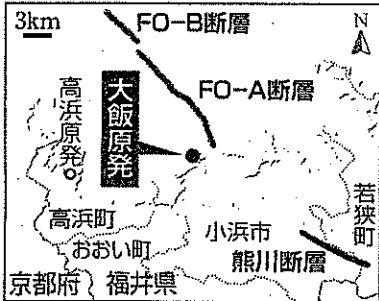 3km
FO-B断層
N
FO-A断層
高浜原発
大飯原発
高浜町
おおい町
小浜市
若狭町
熊川断層
京都府
福井県